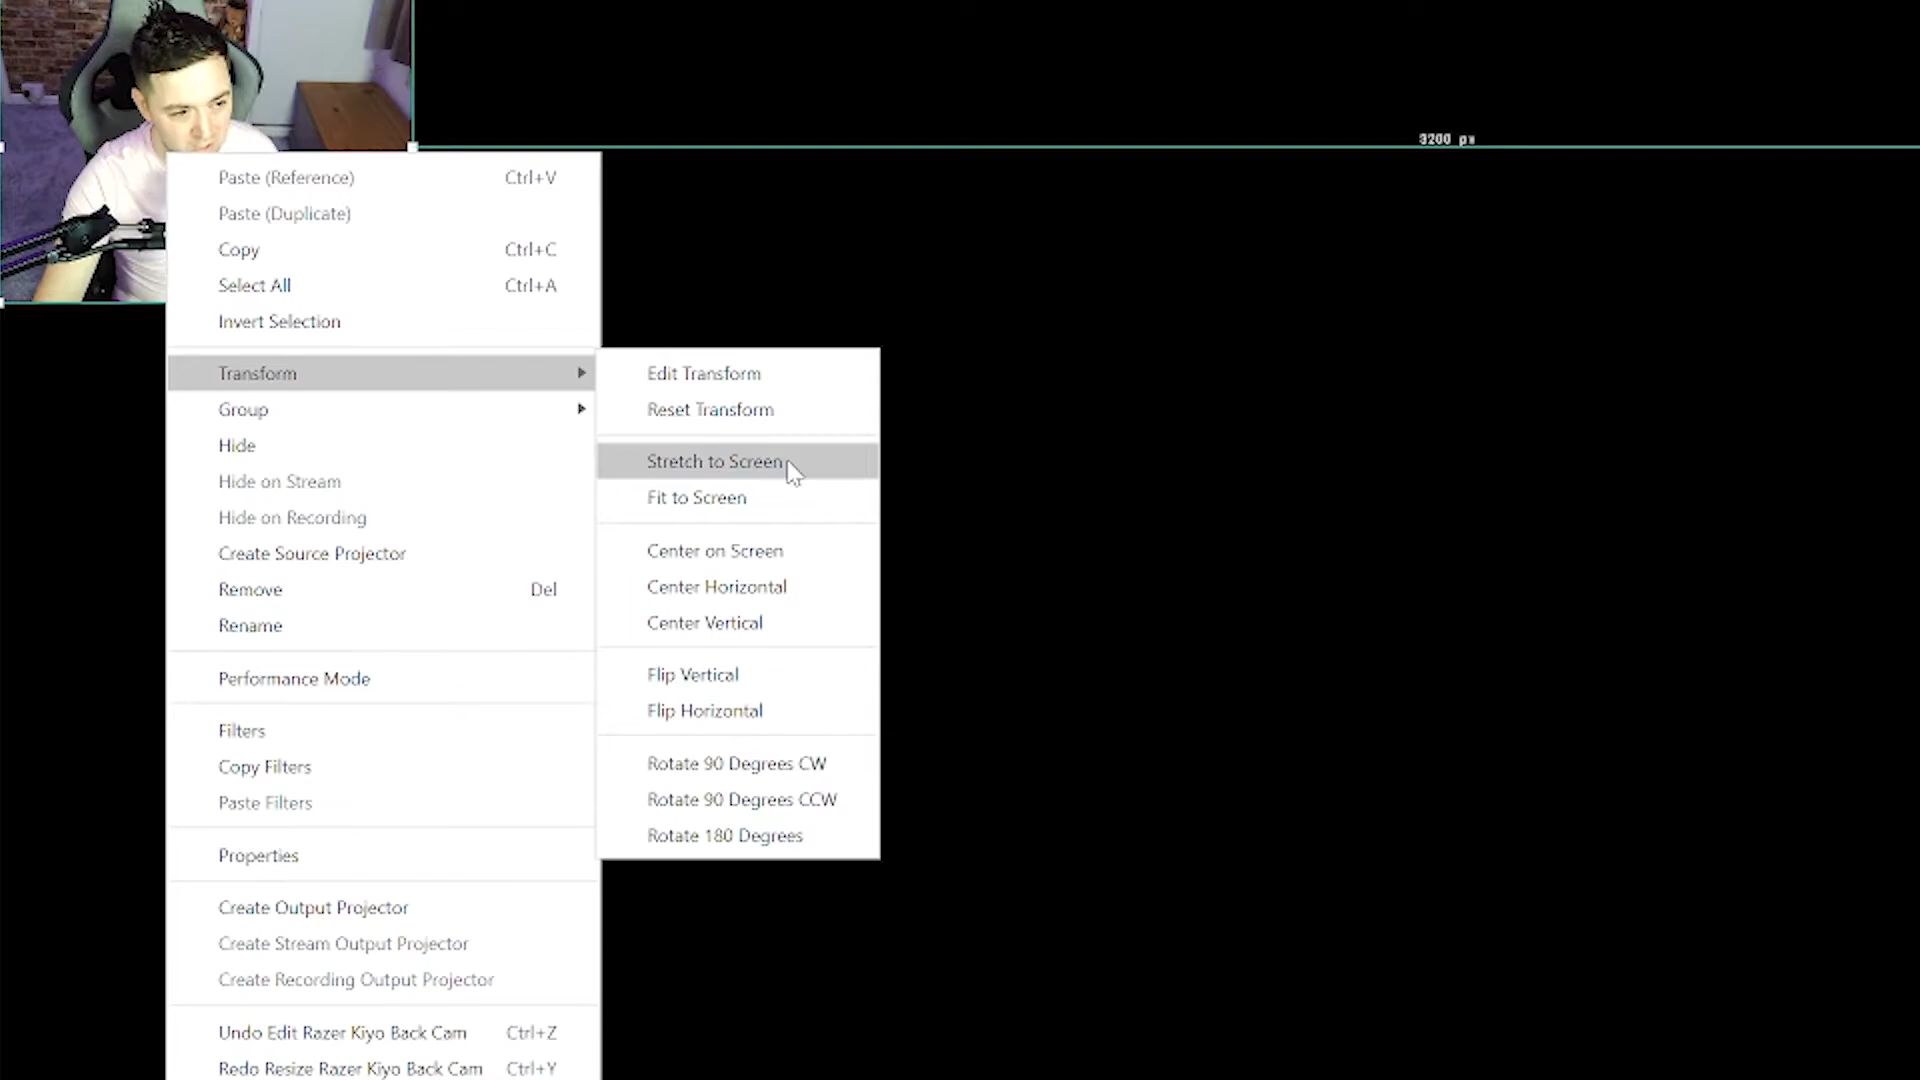 3200 px
Paste (Reference) Ctrl+V
Paste (Duplicate)
Copy Ctrl+C
Select All Ctrl+A
Invert Selection
Transform
Group
Hide
Hide on Stream
Hide on Recording
Create Source Projector
Remove Del
Rename
Performance Mode
Filters
Copy Filters
Paste Filters
Properties
Create Output Projector
Create Stream Output Projector
Create Recording Output Projector
Undo Edit Razer Kiyo Back Cam Ctrl+Z
Redo Resize Razer Kiyo Back Cam Ctrl+Y
Edit Transform
Reset Transform
Stretch to Screen
Fit to Screen
Center on Screen
Center Horizontal
Center Vertical
Flip Vertical
Flip Horizontal
Rotate 90 Degrees CW
Rotate 90 Degrees CCW
Rotate 180 Degrees